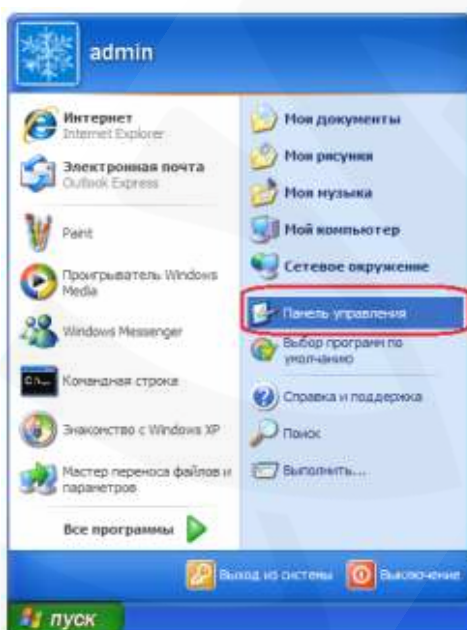 admin
Интернет
Internet Explorer
Электронная почта
Outlook Express
Paint
Проигрыватель Windows
Media
Windows Messenger
Командная строка
Знакомство с Windows XP
Мастер переноса файлов и
параметров
Все программы
Мои документы
Мои рисунки
Моя музыка
Мой компьютер
Сетевое окружение
Панель управления
Выбор программ по
умолчанию
Справка и поддержка
Поиск
Выполнить...
Выход из системы
Выключение
пуск